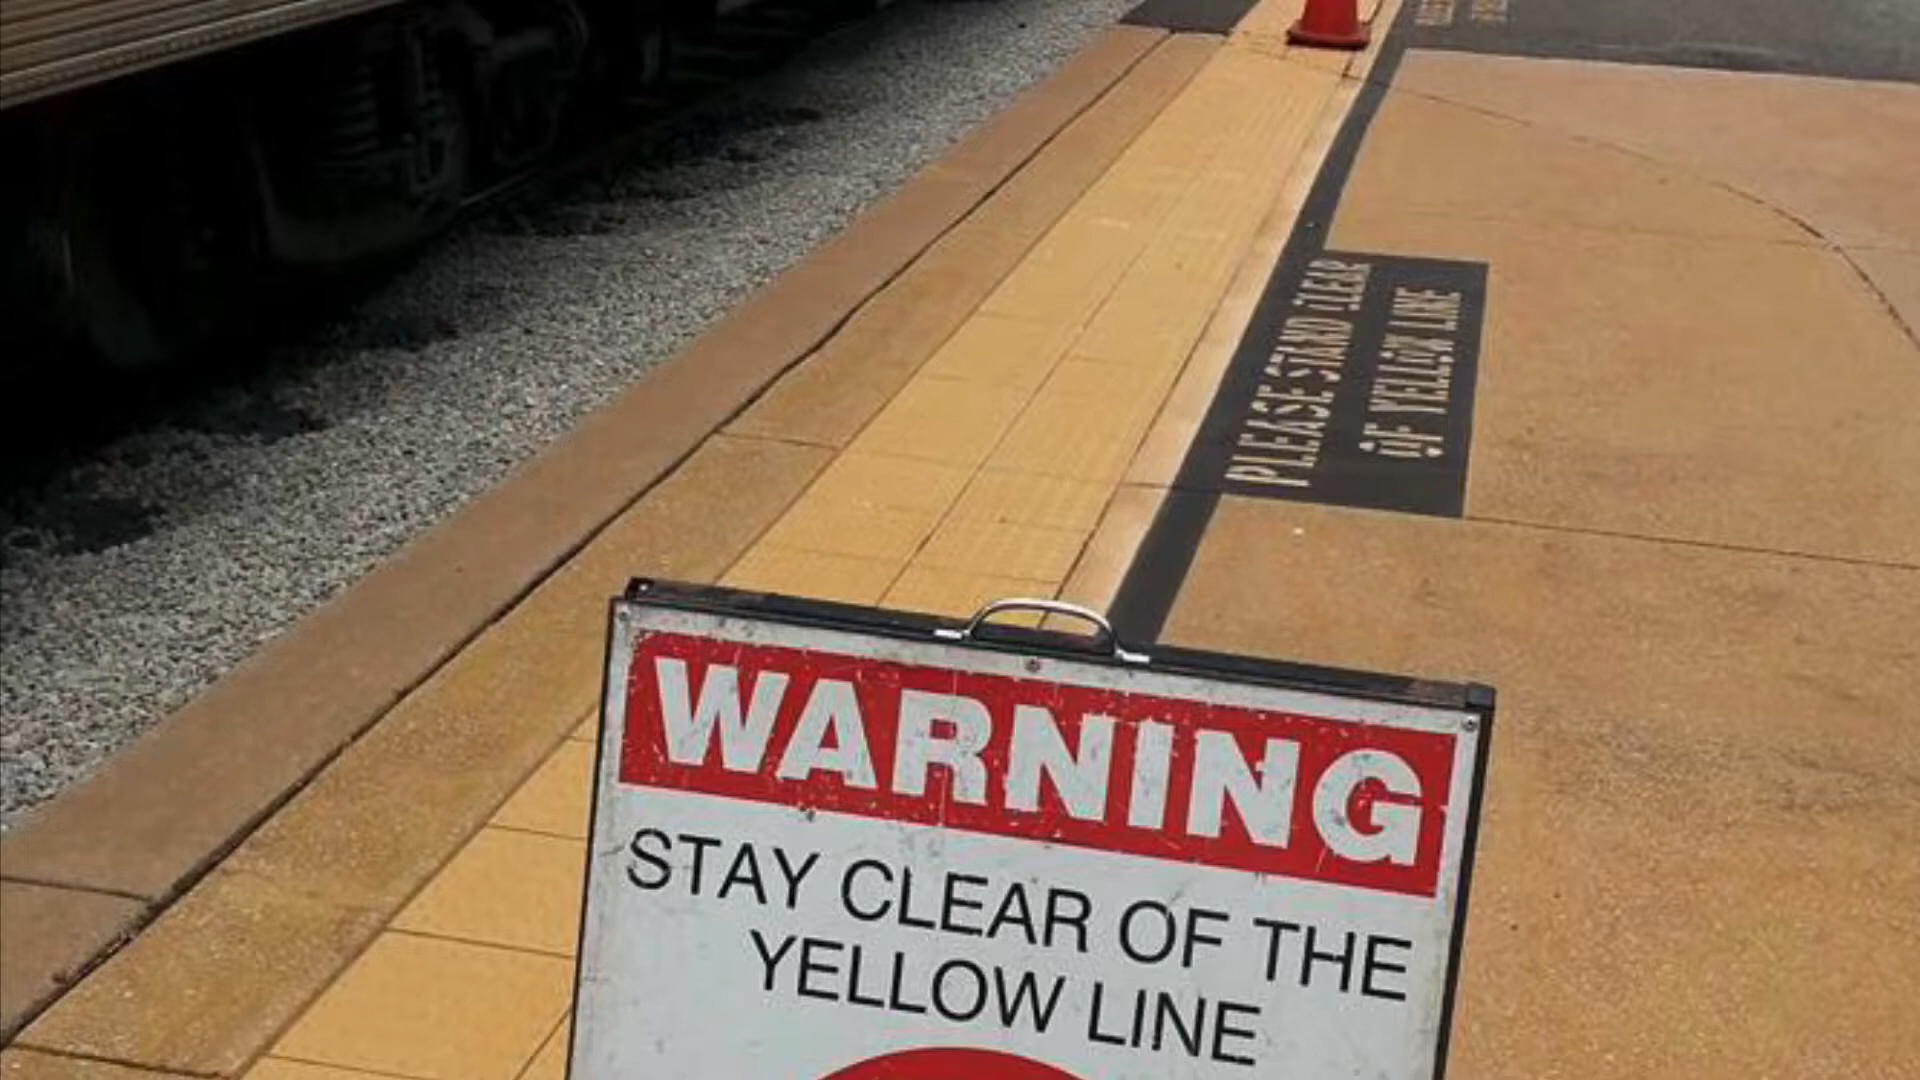 PLEASE STAND CLEAR
OF YELLOW LINE
WARNING
STAY CLEAR OF THE
YELLOW LINE